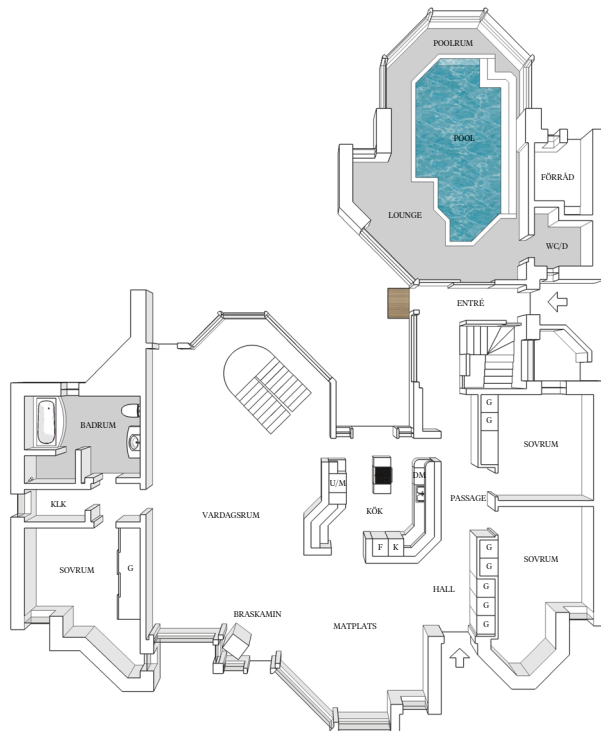 POOLRUM
POOL
FÖRRÅD
LOUNGE
WC/D
ENTRÉ
G
G
BADRUM
SOVRUM
U/M
DM
KLK
PASSAGE
VARDAGSRUM
KÖK
F
K
G
SOVRUM
G
SOVRUM
G
HALL
G
G
G
BRASKAMIN
MATPLATS